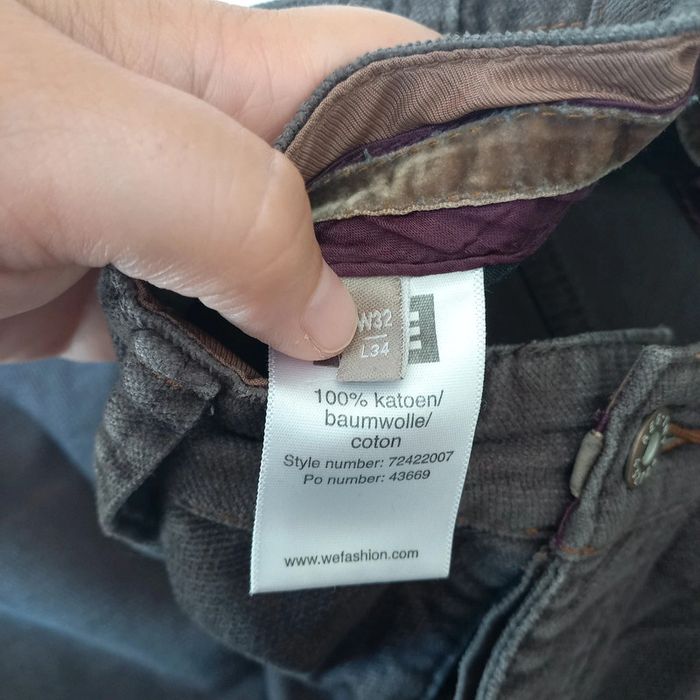 W32
L34
100% katoen/
baumwolle/
coton
Style number: 72422007
Po number: 43669
www.wefashion.com